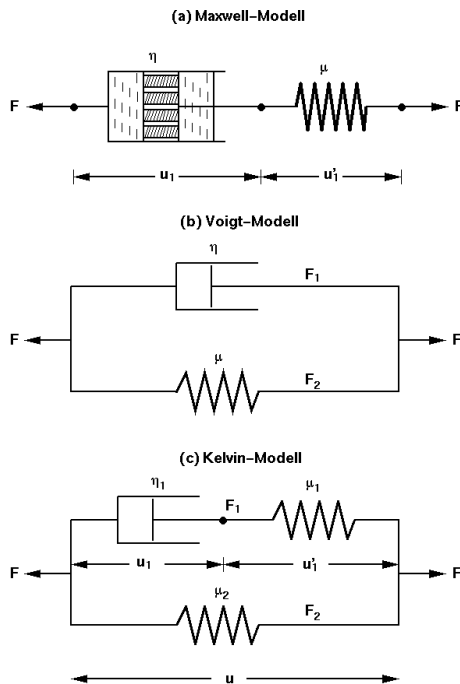 (a) Maxwell–Modell
η
μ
F
F
u₁
u'₁
(b) Voigt–Modell
η
F₁
F
F
μ
F₂
(c) Kelvin–Modell
η₁
F₁
μ₁
u₁
u'₁
F
F
μ₂
F₂
u